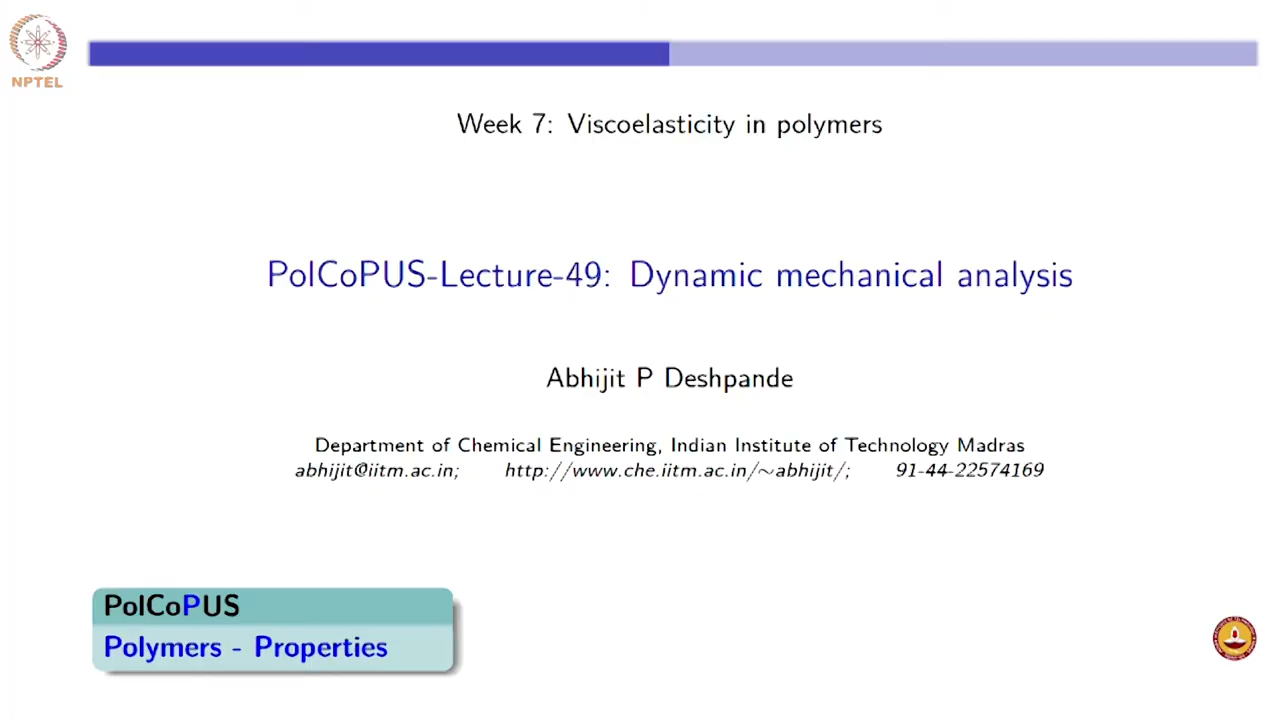 NPTEL
Week 7: Viscoelasticity in polymers
PolCoPUS-Lecture-49: Dynamic mechanical analysis
Abhijit P Deshpande
Department of Chemical Engineering, Indian Institute of Technology Madras
abhijit@iitm.ac.in; http://www.che.iitm.ac.in/~abhijit/; 91-44-22574169
PolCoPUS
Polymers - Properties